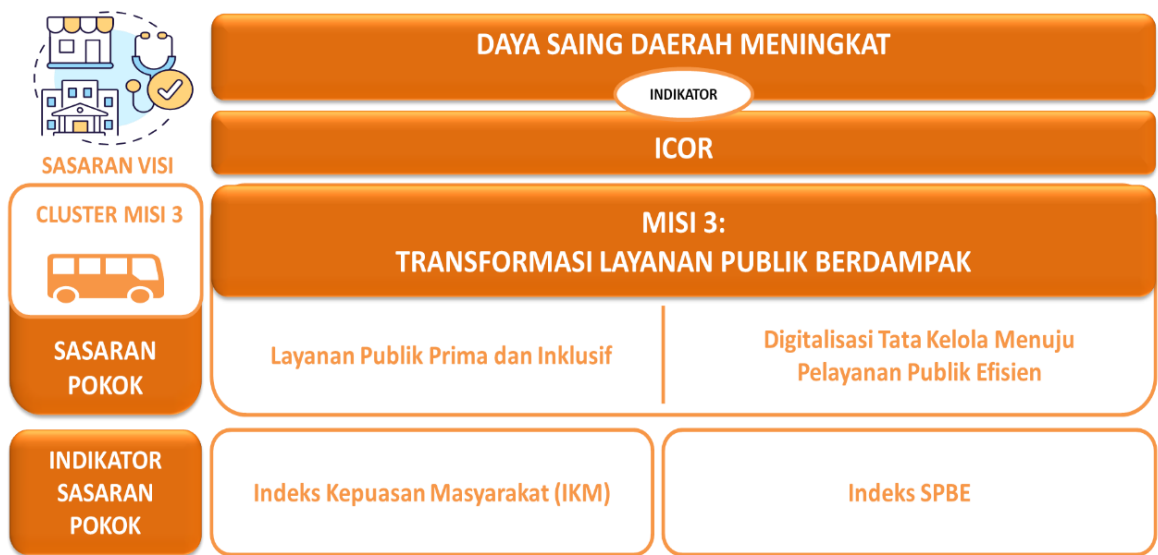 DAYA SAING DAERAH MENINGKAT
INDIKATOR
ICOR
SASARAN VISI
CLUSTER MISI 3
MISI 3:
TRANSFORMASI LAYANAN PUBLIK BERDAMPAK
SASARAN
POKOK
Layanan Publik Prima dan Inklusif
Digitalisasi Tata Kelola Menuju
Pelayanan Publik Efisien
INDIKATOR
SASARAN
POKOK
Indeks Kepuasan Masyarakat (IKM)
Indeks SPBE